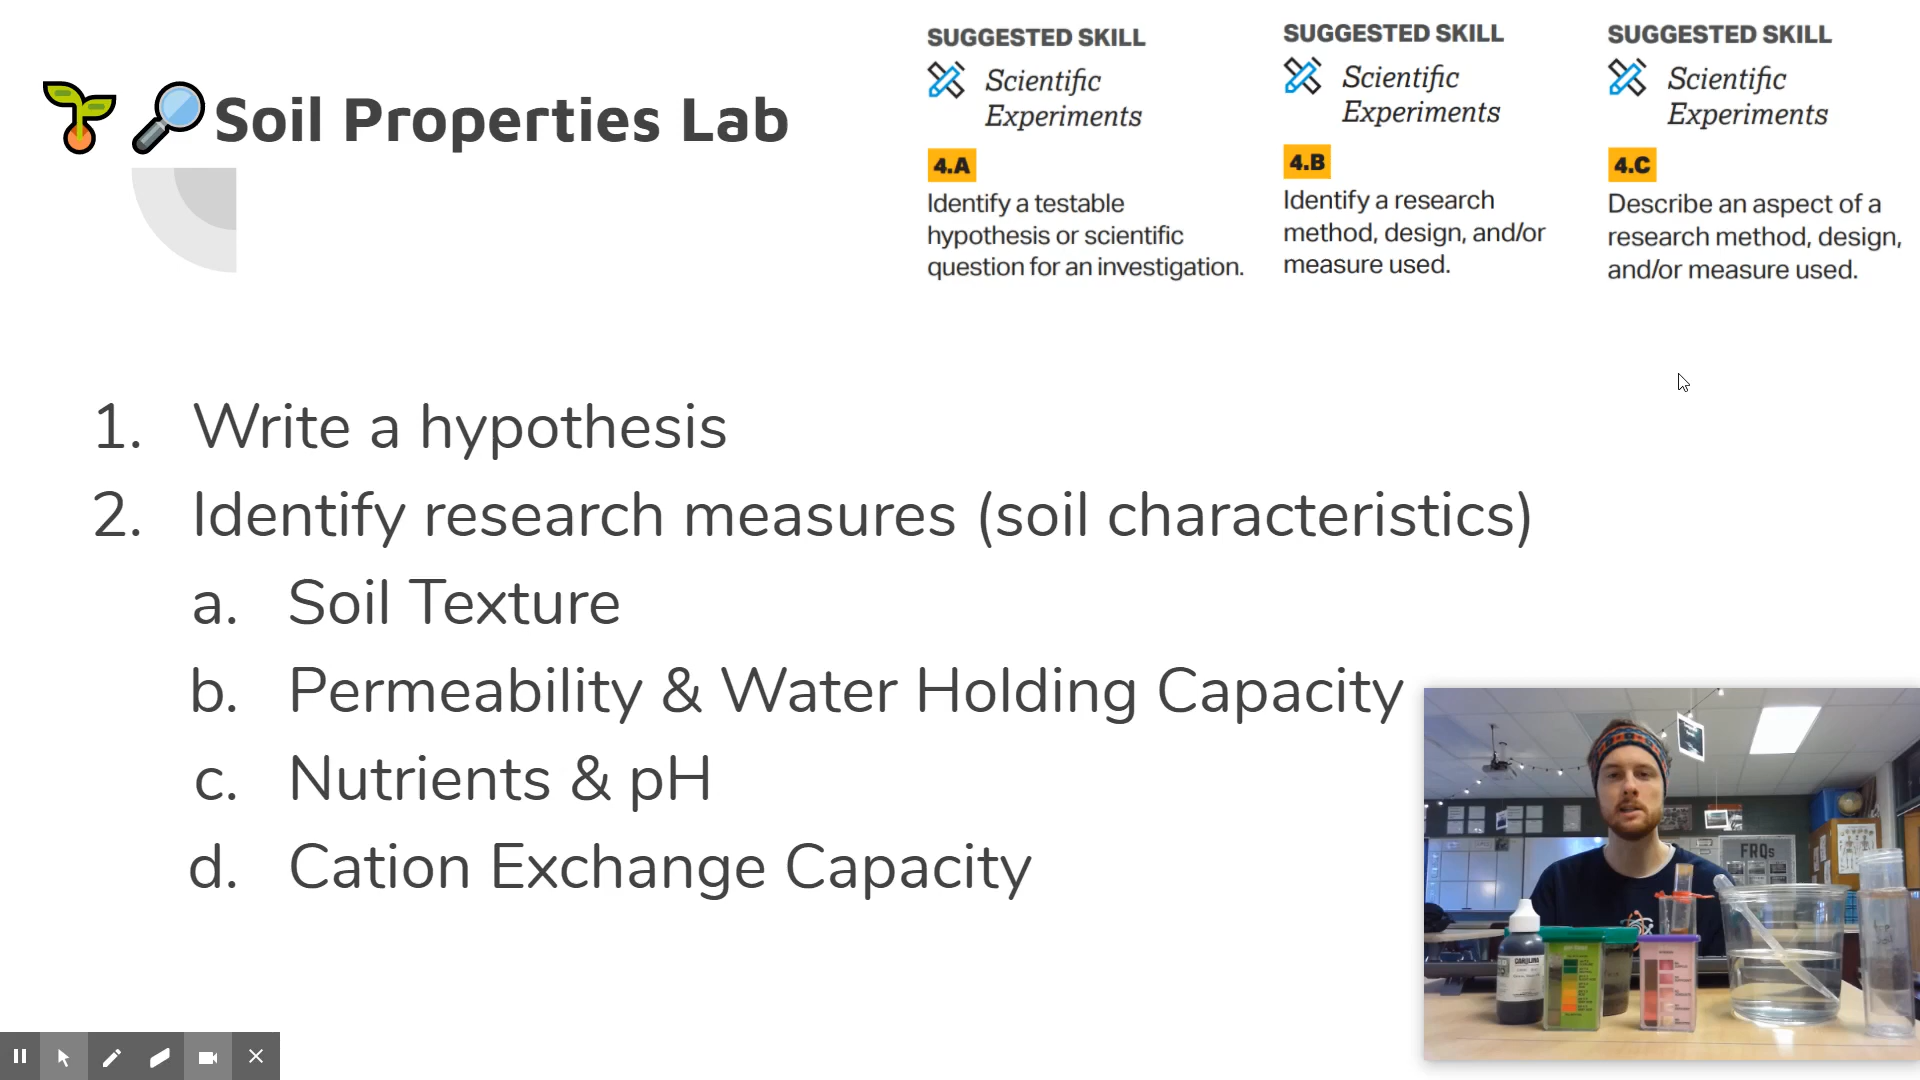 Soil Properties Lab
SUGGESTED SKILL
Scientific
Experiments
4.A
Identify a testable
hypothesis or scientific
question for an investigation.
SUGGESTED SKILL
Scientific
Experiments
4.B
Identify a research
method, design, and/or
measure used.
SUGGESTED SKILL
Scientific
Experiments
4.C
Describe an aspect of a
research method, design,
and/or measure used.
1. Write a hypothesis
2. Identify research measures (soil characteristics)
a. Soil Texture
b. Permeability & Water Holding Capacity
c. Nutrients & pH
d. Cation Exchange Capacity
FRQs
CAROLINA